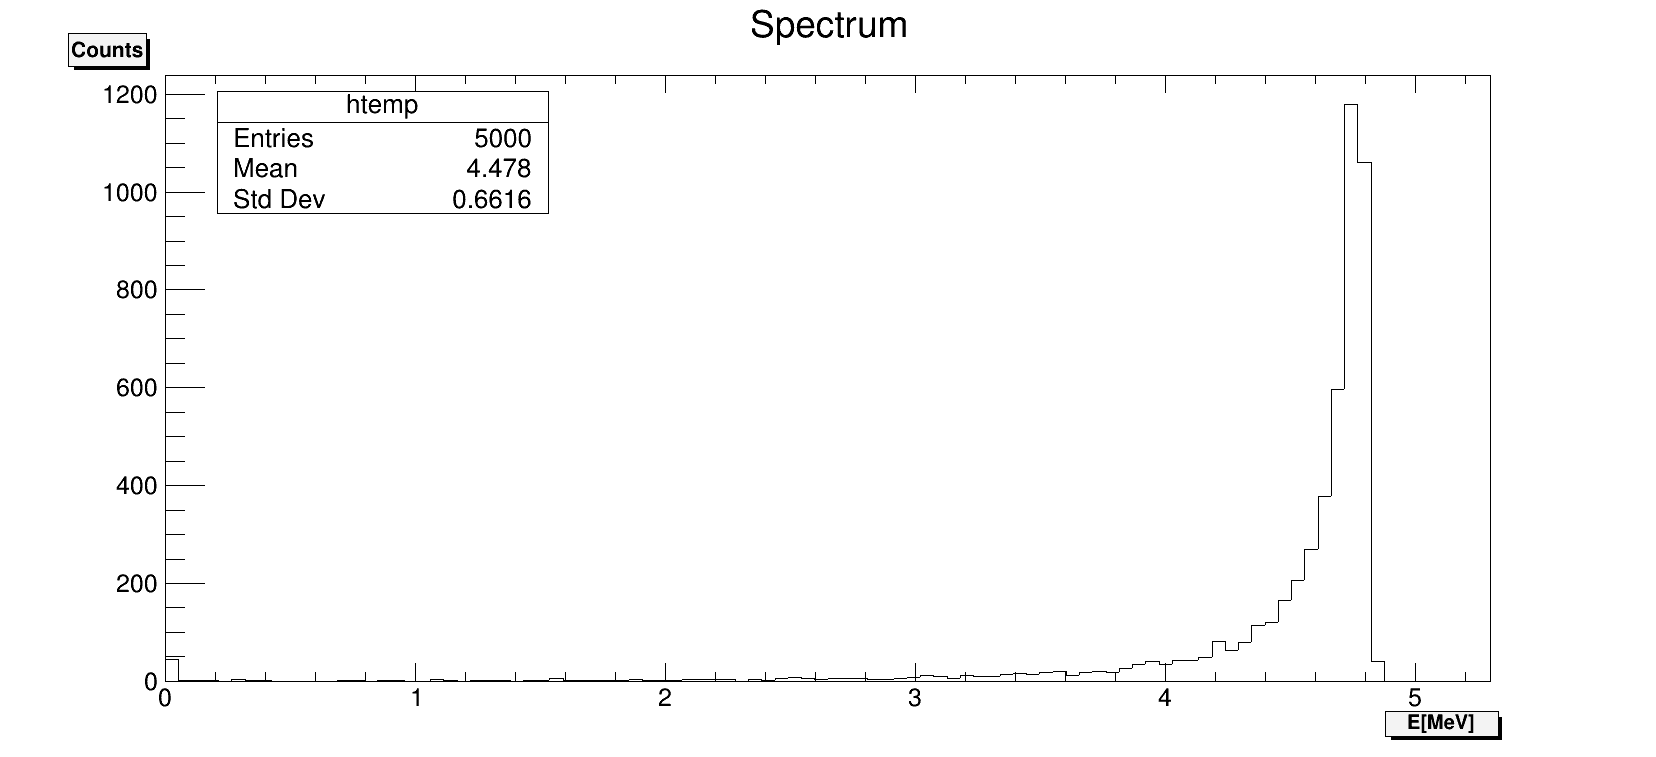 Spectrum
Counts
htemp
Entries 5000
Mean 4.478
Std Dev 0.6616
1200
1000
800
600
400
200
0
0 1 2 3 4 5
E[MeV]